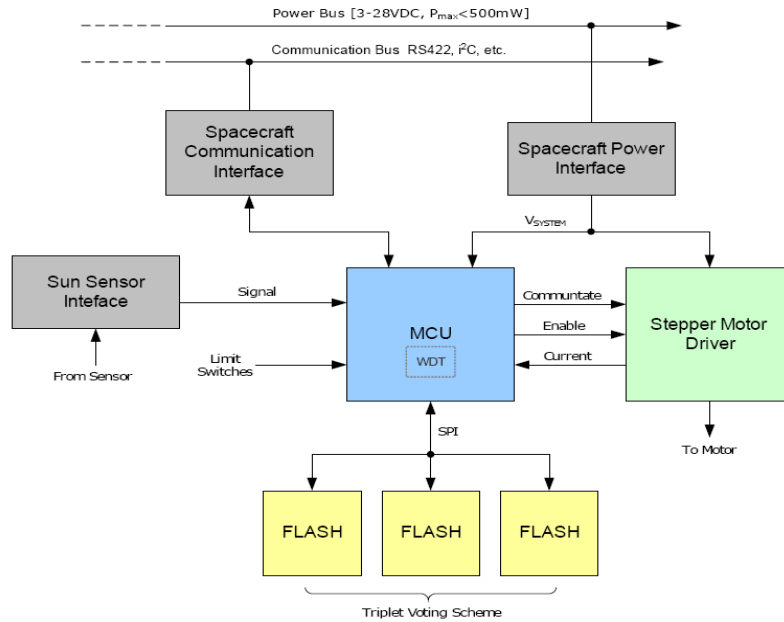 Power Bus [3-28VDC, Pmax<500mW]
Communication Bus RS422, i²C, etc.
Spacecraft
Communication
Interface
Spacecraft Power
Interface
VSYSTEM
Sun Sensor
Inteface
Signal
From Sensor
Limit
Switches
MCU
WDT
Communtate
Enable
Current
Stepper Motor
Driver
To Motor
SPI
FLASH
FLASH
FLASH
Triplet Voting Scheme